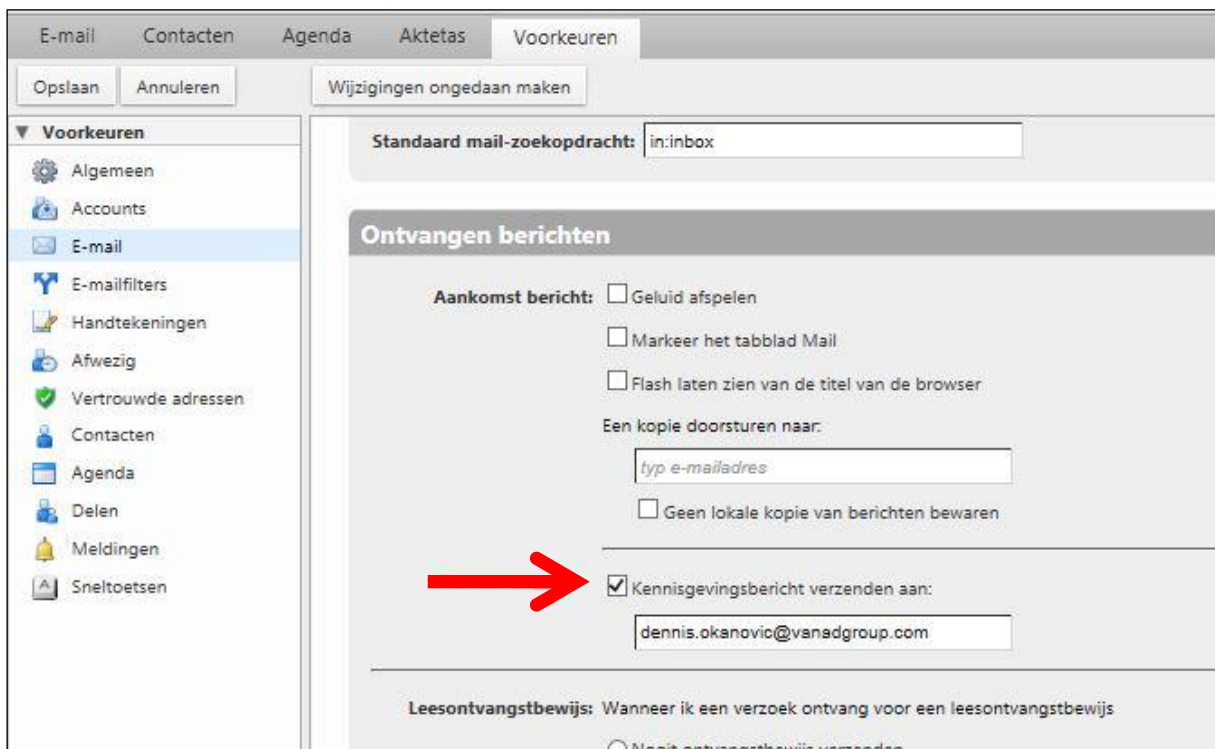 E-mail Contacten Agenda Aktetas Voorkeuren
Opslaan Annuleren Wijzigingen ongedaan maken
Voorkeuren
Algemeen
Accounts
E-mail
E-mailfilters
Handtekeningen
Afwezig
Vertrouwde adressen
Contacten
Agenda
Delen
Meldingen
Sneltoetsen
Standaard mail-zoekopdracht: in:inbox
Ontvangen berichten
Aankomst bericht: Geluid afspelen
Markeer het tabblad Mail
Flash laten zien van de titel van de browser
Een kopie doorsturen naar:
typ e-mailadres
Geen lokale kopie van berichten bewaren
Kennisgevingsbericht verzenden aan:
dennis.okanovic@vanadgroup.com
Leesontvangstbewijs: Wanneer ik een verzoek ontvang voor een leesontvangstbewijs
Nooit ontvangstbewijs verzenden